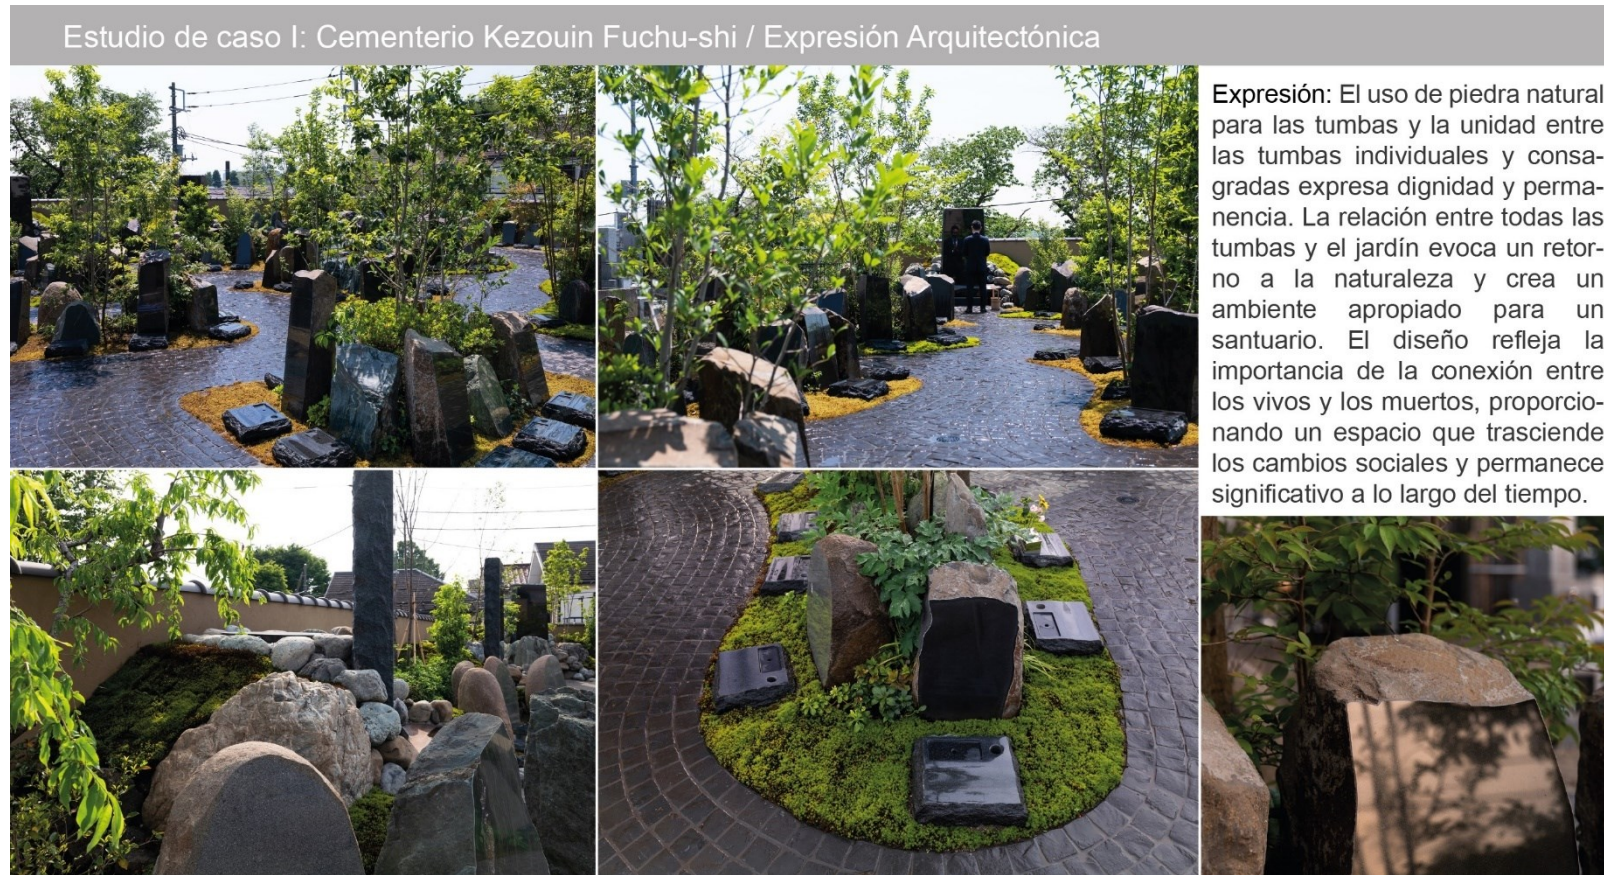 Estudio de caso I: Cementerio Kezouin Fuchu-shi / Expresión Arquitectónica
Expresión: El uso de piedra natural
para las tumbas y la unidad entre
las tumbas individuales y consa-
gradas expresa dignidad y perma-
nencia. La relación entre todas las
tumbas y el jardín evoca un retor-
no a la naturaleza y crea un
ambiente apropiado para un
santuario. El diseño refleja la
importancia de la conexión entre
los vivos y los muertos, proporcio-
nando un espacio que trasciende
los cambios sociales y permanece
significativo a lo largo del tiempo.